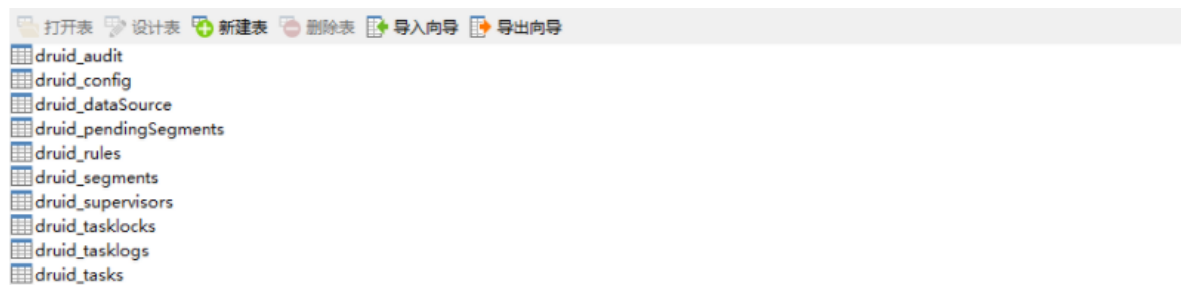 打开表 设计表 新建表 删除表 导入向导 导出向导
druid_audit
druid_config
druid_dataSource
druid_pendingSegments
druid_rules
druid_segments
druid_supervisors
druid_tasklocks
druid_tasklogs
druid_tasks